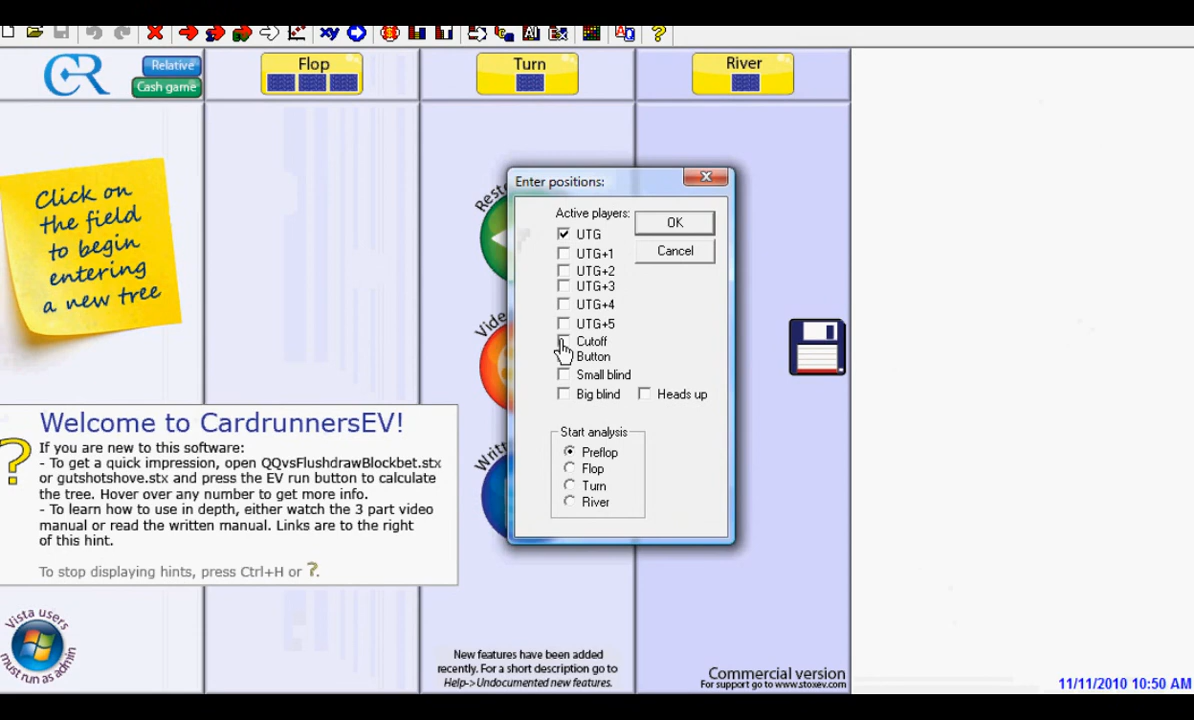 CR
Relative
Cash game
Flop
Turn
River
Click on
the field
to begin
entering
a new tree
Enter positions:
Active players:
OK
Cancel
UTG
UTG+1
UTG+2
UTG+3
UTG+4
UTG+5
Cutoff
Button
Small blind
Big blind
Heads up
Start analysis
Preflop
Flop
Turn
River
Welcome to CardrunnersEV!
If you are new to this software:
- To get a quick impression, open QQvsFlushdrawBlockbet.stx
or gutshotshove.stx and press the EV run button to calculate
the tree. Hover over any number to get more info.
- To learn how to use in depth, either watch the 3 part video
manual or read the written manual. Links are to the right
of this hint.
To stop displaying hints, press Ctrl+H or ?.
Vista users
must run as admin
New features have been added
recently. For a short description go to
Help->Undocumented new features.
Commercial version
For support go to www.stoxev.com
11/11/2010 10:50 AM